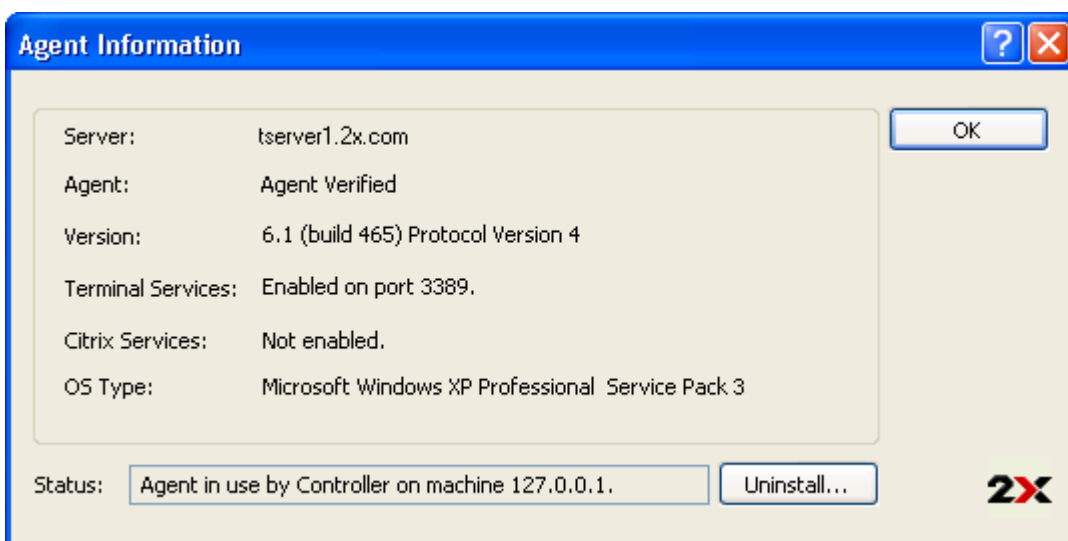 Agent Information
?
OK
Server: tserver1.2x.com
Agent: Agent Verified
Version: 6.1 (build 465) Protocol Version 4
Terminal Services: Enabled on port 3389.
Citrix Services: Not enabled.
OS Type: Microsoft Windows XP Professional Service Pack 3
Status: Agent in use by Controller on machine 127.0.0.1. Uninstall...
2X